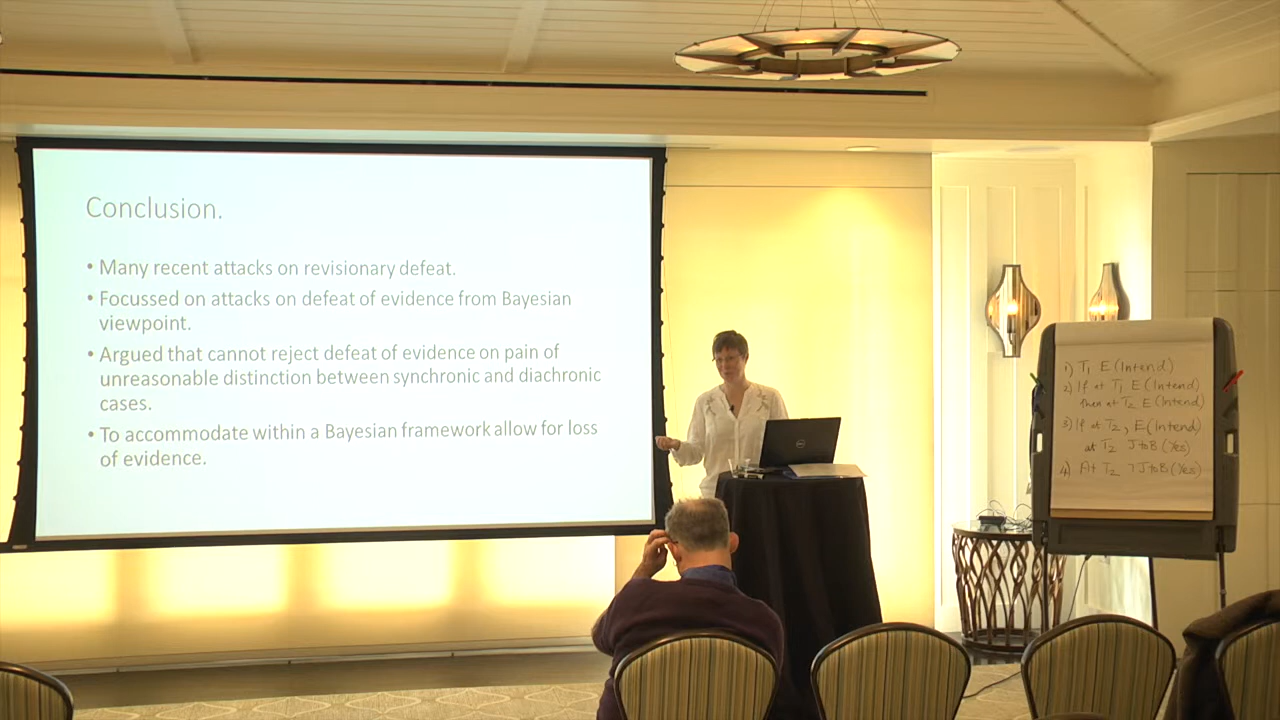 Conclusion.
• Many recent attacks on revisionary defeat.
• Focussed on attacks on defeat of evidence from Bayesian
viewpoint.
• Argued that cannot reject defeat of evidence on pain of
unreasonable distinction between synchronic and diachronic
cases.
• To accommodate within a Bayesian framework allow for loss
of evidence.
DELL
1) T1 E (Intend)
2) If at T1 E (Intend)
then at T2 E (Intend)
3) If at T2, E(Intend)
at T2 JtoB (Yes)
4) At T2 ¬JtoB (Yes)